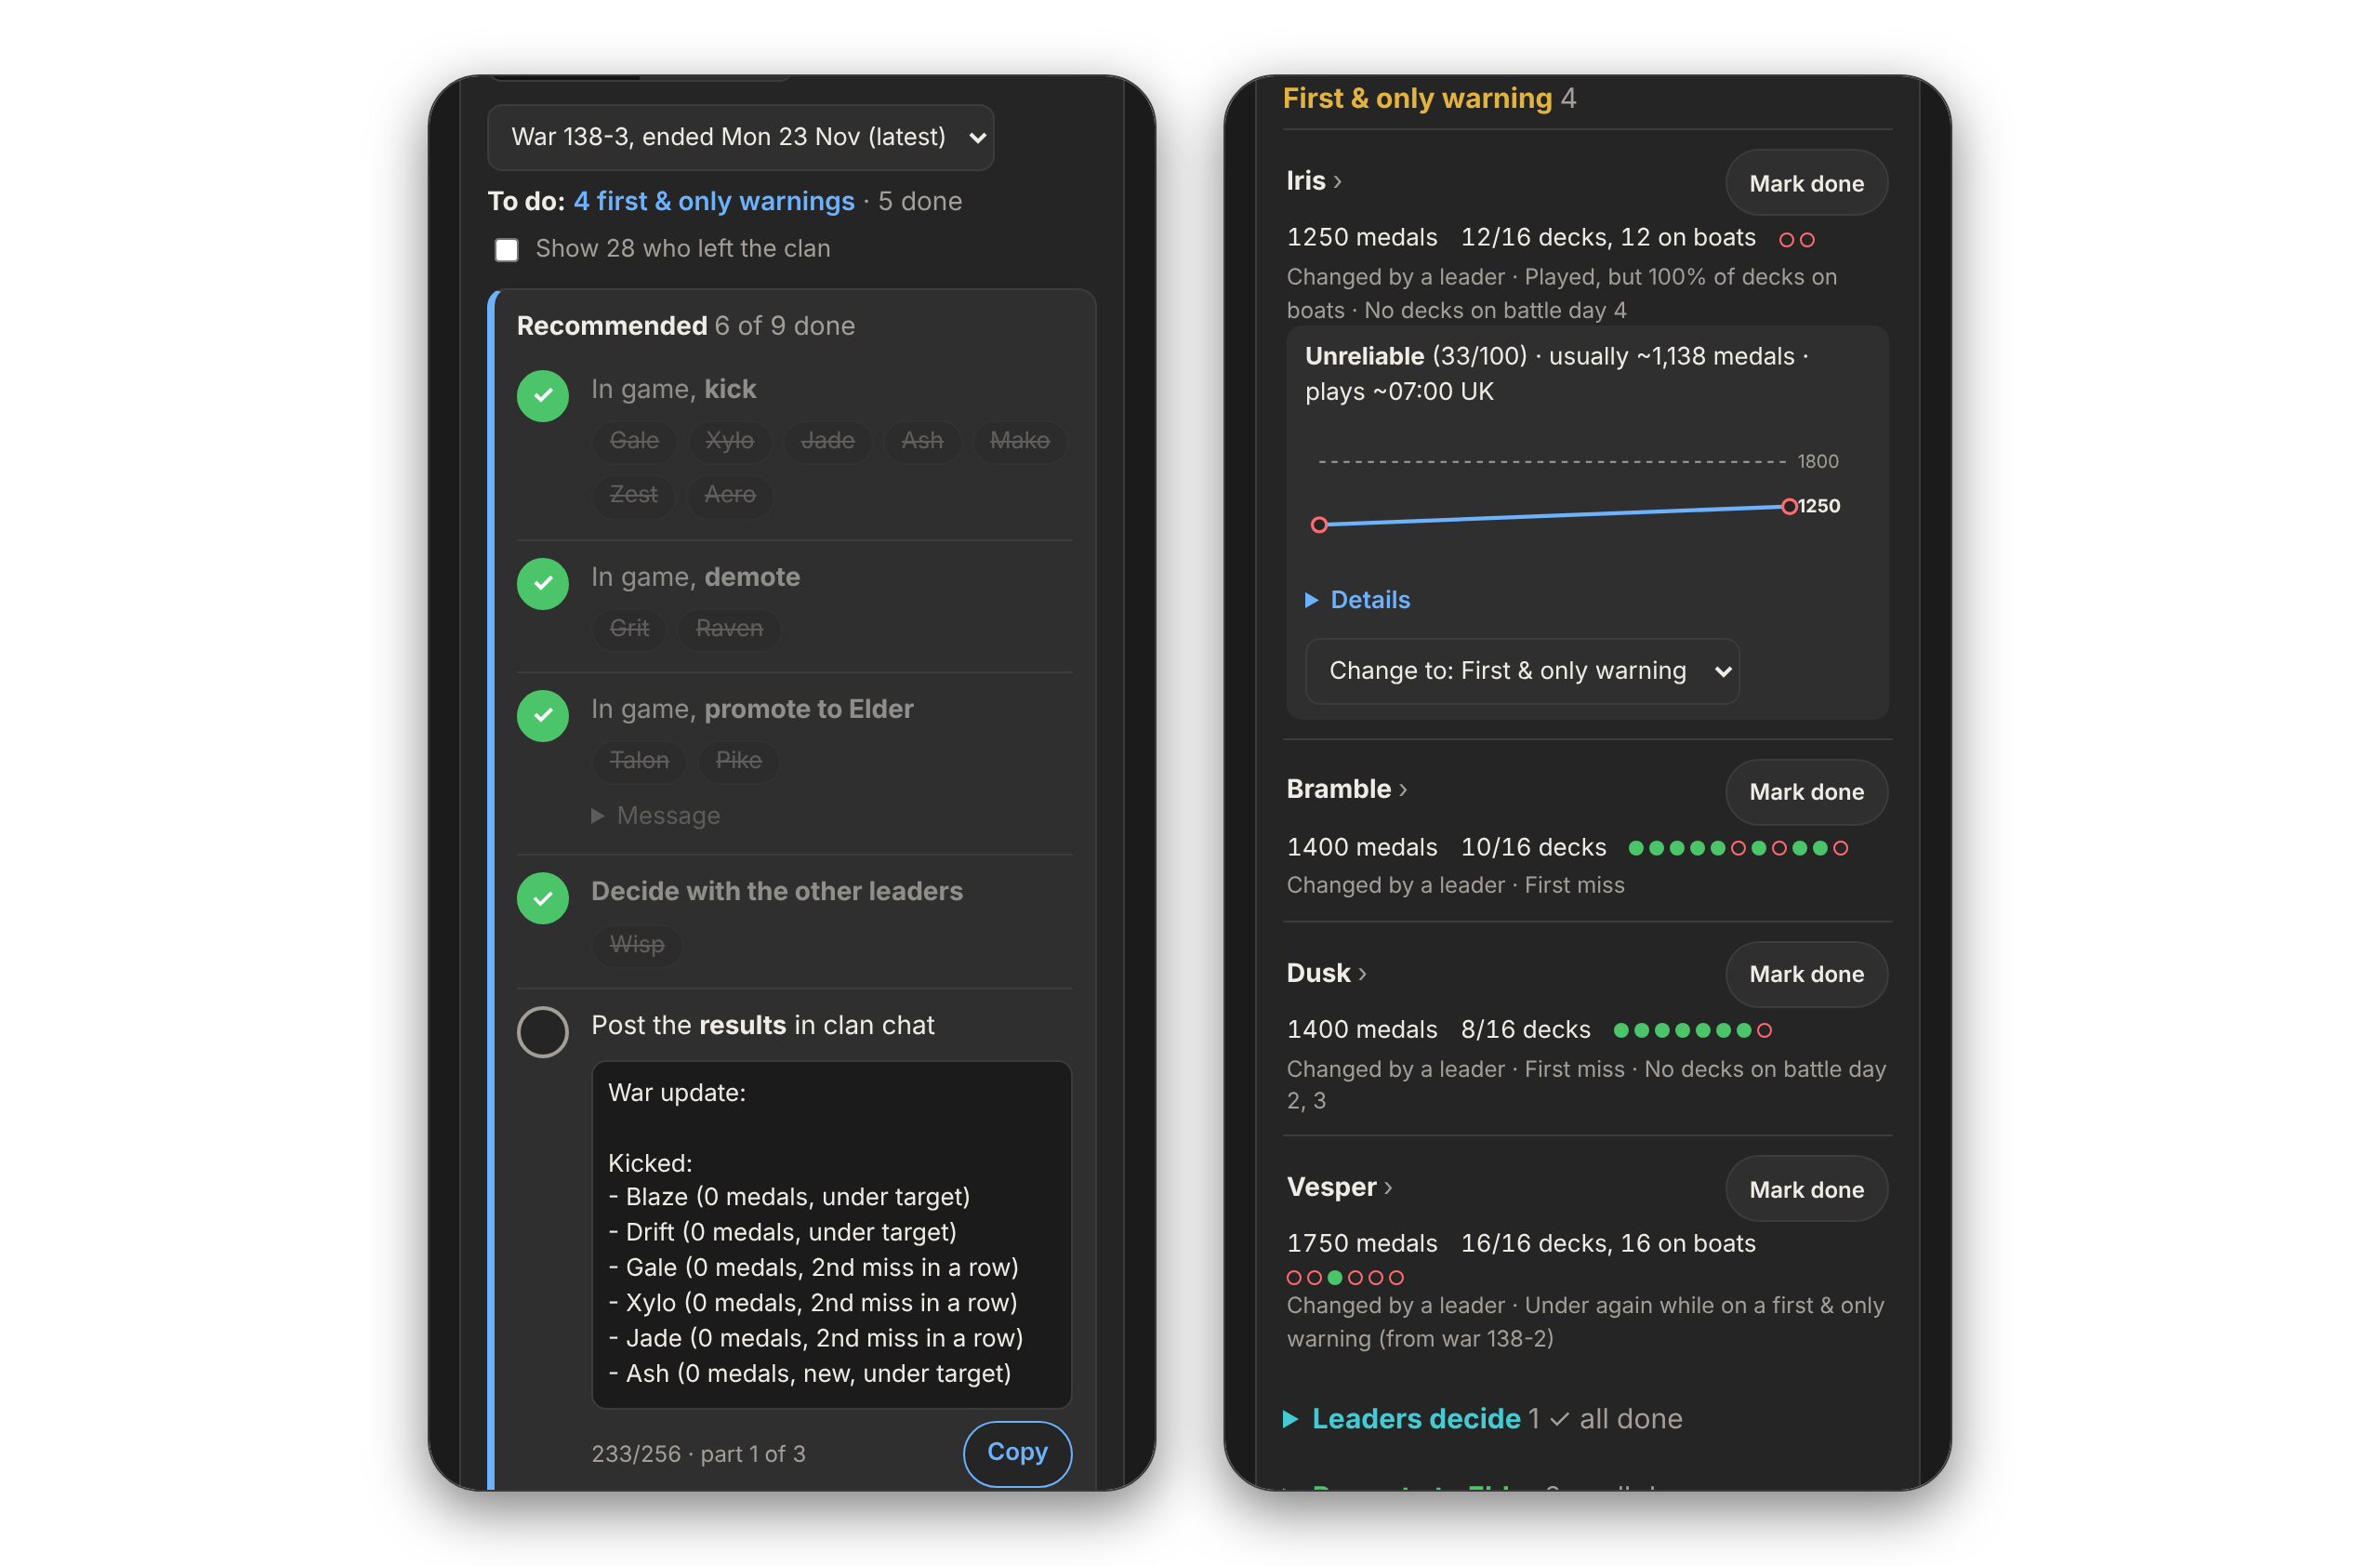 War 138-3, ended Mon 23 Nov (latest)
To do: 4 first & only warnings · 5 done
Show 28 who left the clan
Recommended 6 of 9 done
In game, kick
Gale Xylo Jade Ash Mako
Zest Aero
In game, demote
Grit Raven
In game, promote to Elder
Talon Pike
Message
Decide with the other leaders
Wisp
Post the results in clan chat
War update:
Kicked:
- Blaze (0 medals, under target)
- Drift (0 medals, under target)
- Gale (0 medals, 2nd miss in a row)
- Xylo (0 medals, 2nd miss in a row)
- Jade (0 medals, 2nd miss in a row)
- Ash (0 medals, new, under target)
233/256 · part 1 of 3
Copy
First & only warning 4
Iris ›
Mark done
1250 medals 12/16 decks, 12 on boats
Changed by a leader · Played, but 100% of decks on
boats · No decks on battle day 4
Unreliable (33/100) · usually ~1,138 medals ·
plays ~07:00 UK
1800
1250
Details
Change to: First & only warning
Bramble ›
Mark done
1400 medals 10/16 decks
Changed by a leader · First miss
Dusk ›
Mark done
1400 medals 8/16 decks
Changed by a leader · First miss · No decks on battle day
2, 3
Vesper ›
Mark done
1750 medals 16/16 decks, 16 on boats
Changed by a leader · Under again while on a first & only
warning (from war 138-2)
Leaders decide 1 ✓ all done